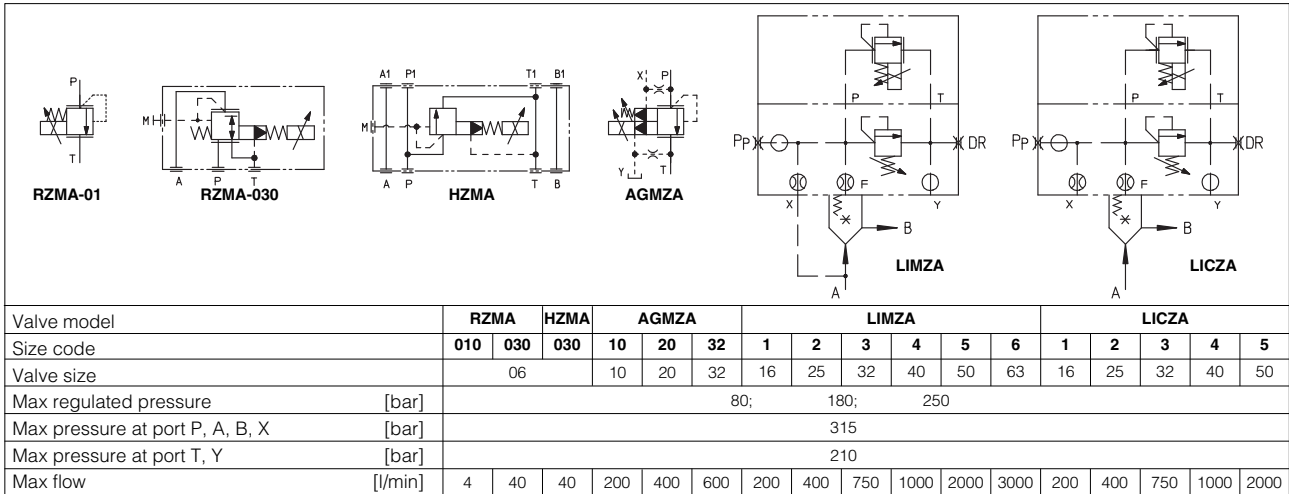 P
T
RZMA-01
M
A P T
RZMA-030
A1 P1 T1 B1
M
A P T B
HZMA
X P
Y T
AGMZA
P T
PP DR
F
X Y
B
A
LIMZA
P T
PP DR
F
X Y
B
A
LICZA
Valve model RZMA HZMA AGMZA LIMZA LICZA
Size code 010 030 030 10 20 32 1 2 3 4 5 6 1 2 3 4 5
Valve size 06 10 20 32 16 25 32 40 50 63 16 25 32 40 50
Max regulated pressure [bar] 80; 180; 250
Max pressure at port P, A, B, X [bar] 315
Max pressure at port T, Y [bar] 210
Max flow [l/min] 4 40 40 200 400 600 200 400 750 1000 2000 3000 200 400 750 1000 2000